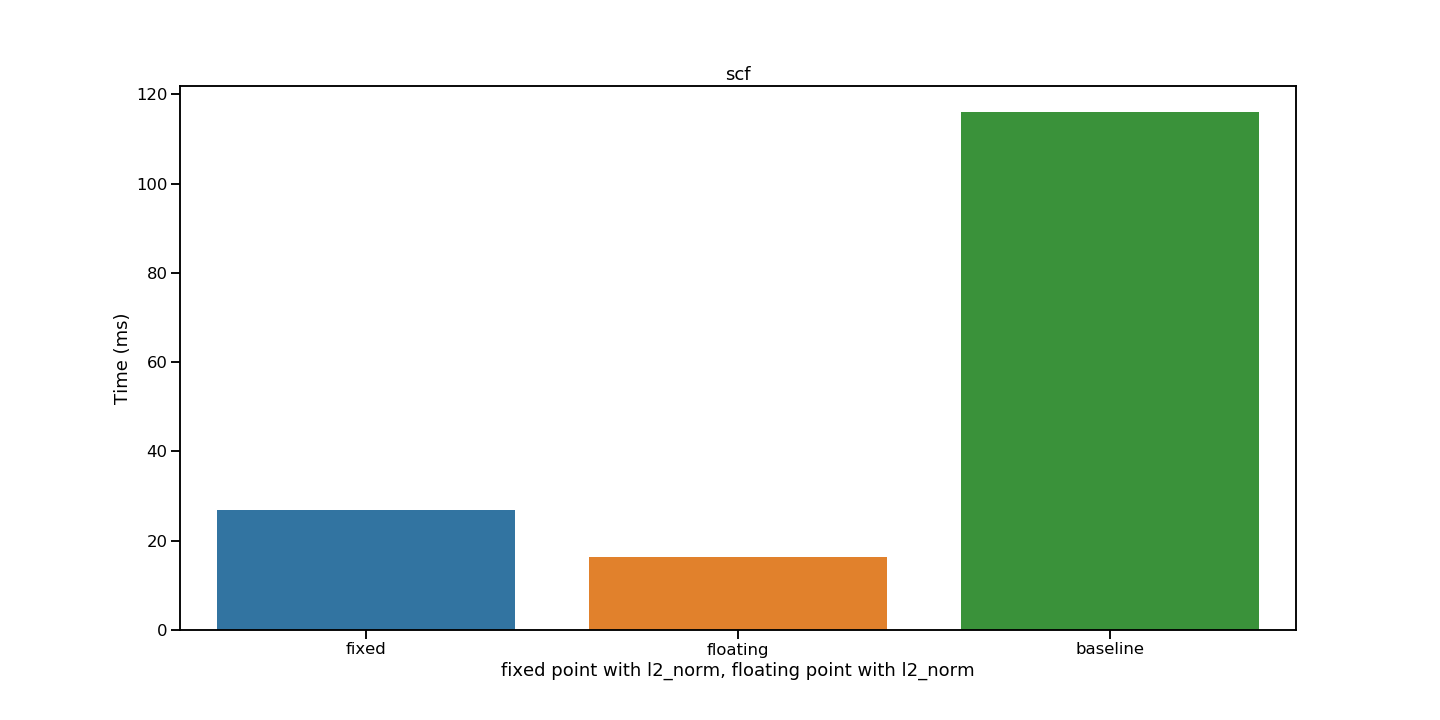 scf
120
100
80
60
40
20
0
Time (ms)
fixed floating baseline
fixed point with l2_norm, floating point with l2_norm